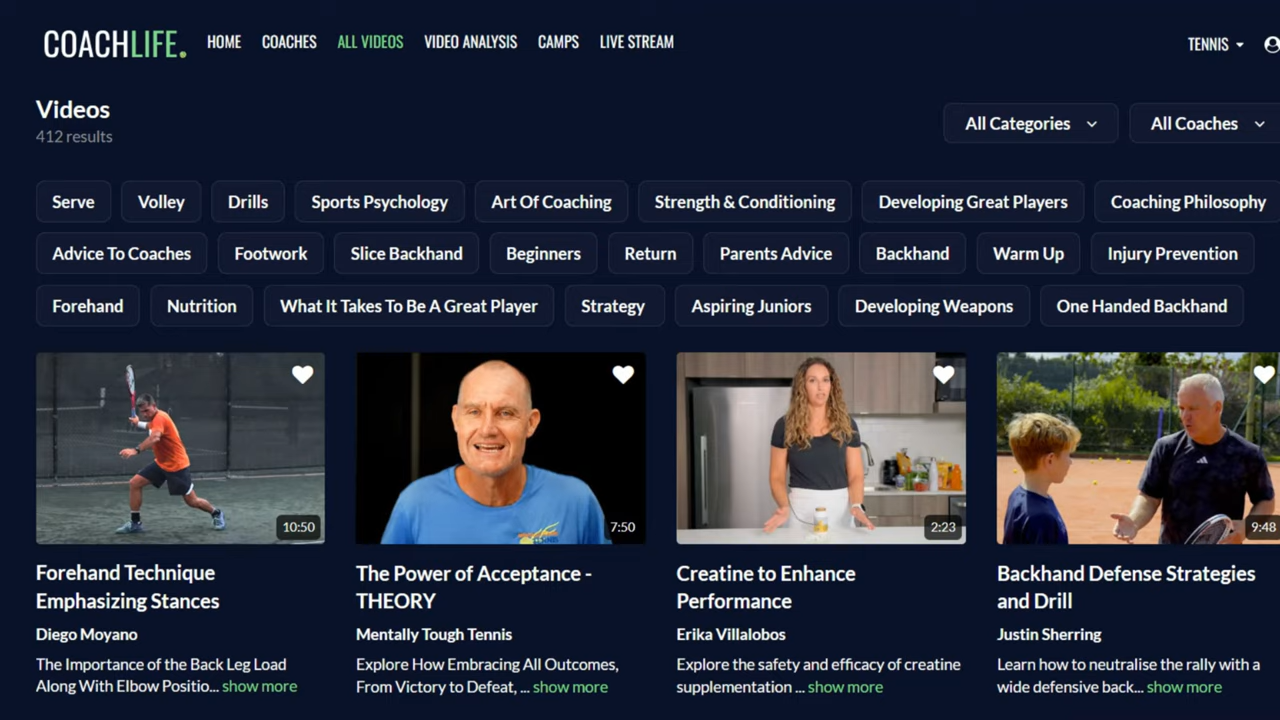 COACHLIFE. HOME COACHES ALL VIDEOS VIDEO ANALYSIS CAMPS LIVE STREAM TENNIS
Videos
412 results
All Categories All Coaches
Serve Volley Drills Sports Psychology Art Of Coaching Strength & Conditioning Developing Great Players Coaching Philosophy
Advice To Coaches Footwork Slice Backhand Beginners Return Parents Advice Backhand Warm Up Injury Prevention
Forehand Nutrition What It Takes To Be A Great Player Strategy Aspiring Juniors Developing Weapons One Handed Backhand
10:50
Forehand Technique
Emphasizing Stances
Diego Moyano
The Importance of the Back Leg Load
Along With Elbow Positio... show more
7:50
The Power of Acceptance -
THEORY
Mentally Tough Tennis
Explore How Embracing All Outcomes,
From Victory to Defeat, ... show more
2:23
Creatine to Enhance
Performance
Erika Villalobos
Explore the safety and efficacy of creatine
supplementation ... show more
9:48
Backhand Defense Strategies
and Drill
Justin Sherring
Learn how to neutralise the rally with a
wide defensive back... show more